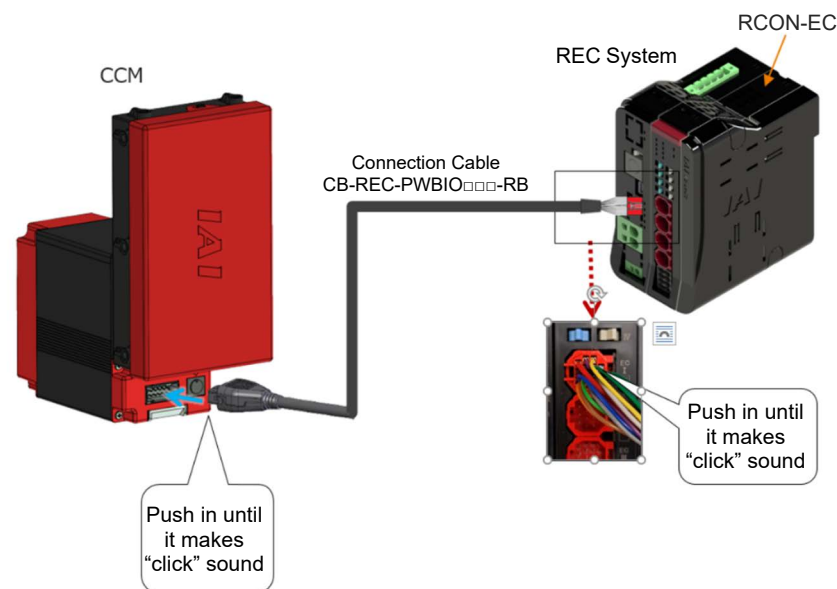 RCON-EC
REC System
CCM
Connection Cable
CB-REC-PWBIO□□□-RB
IAI
IAI
Push in until
it makes
“click” sound
Push in until
it makes
“click” sound